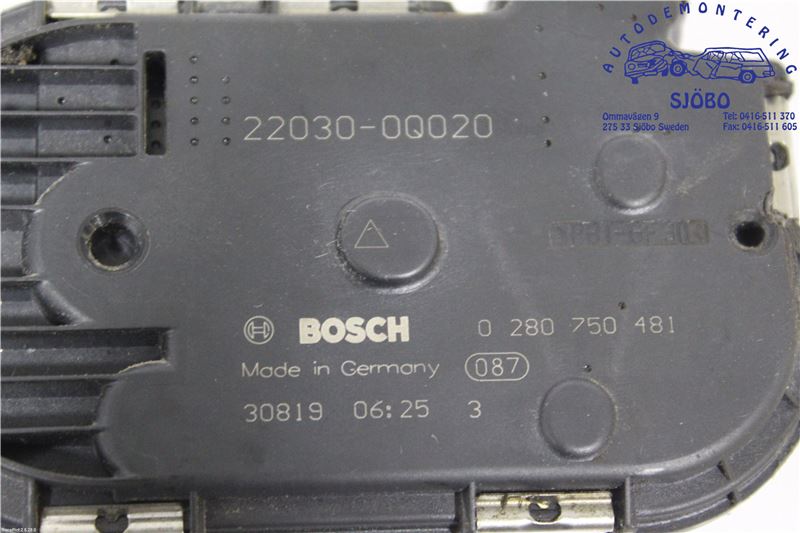 AUTODEMONTERING
SJÖBO
Ommavägen 9
275 33 Sjöbo Sweden
Tel: 0416-511 370
Fax: 0416-511 605
22030-0Q020
BOSCH 0 280 750 481
Made in Germany 087
30819 06:25 3